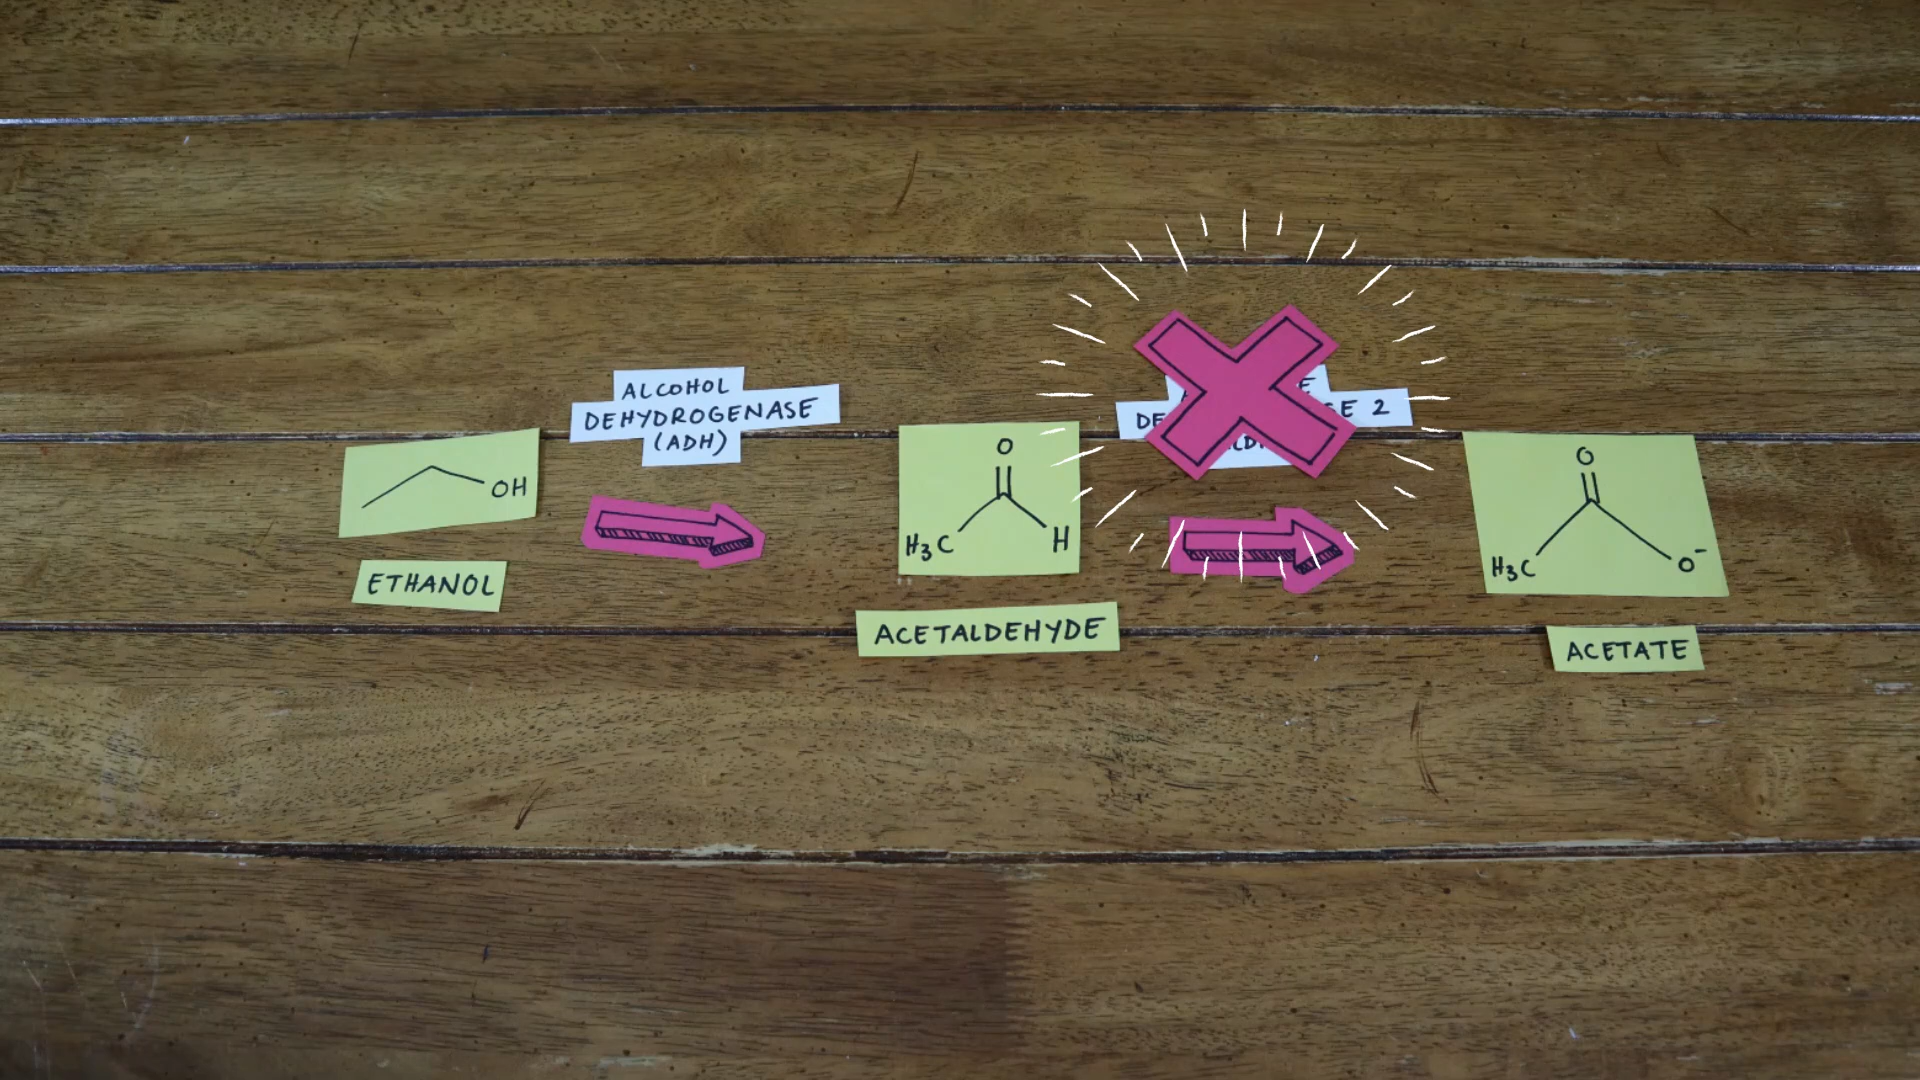 ALCOHOL
DEHYDROGENASE
(ADH)
2
O
OH
H3C
H
O
H3C
O-
ETHANOL
ACETALDEHYDE
ACETATE